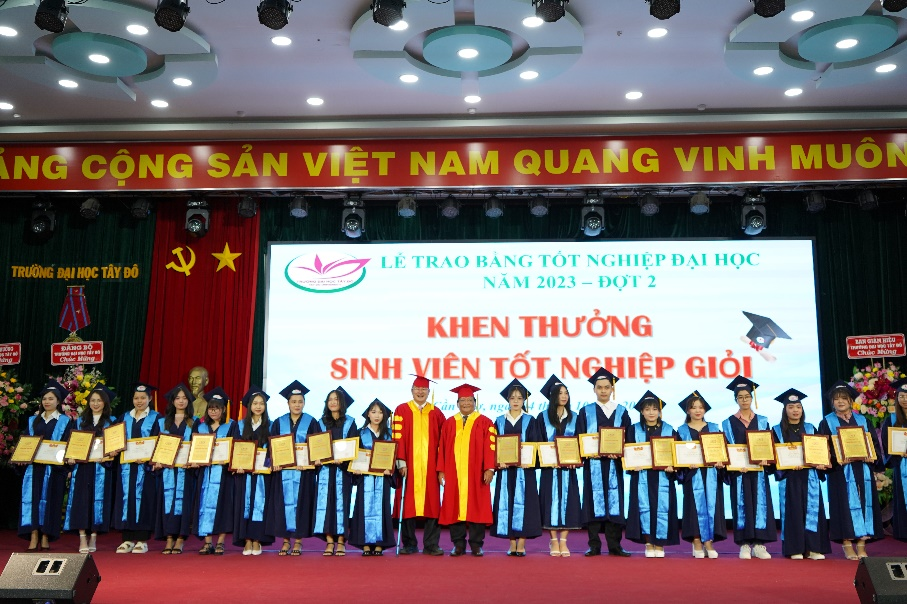 ĐẢNG CỘNG SẢN VIỆT NAM QUANG VINH MUÔN
TRƯỜNG ĐẠI HỌC TÂY ĐÔ
LỄ TRAO BẰNG TỐT NGHIỆP ĐẠI HỌC
NĂM 2023 – ĐỢT 2
KHEN THƯỞNG
SINH VIÊN TỐT NGHIỆP GIỎI
ĐẢNG BỘ
TRƯỜNG ĐẠI HỌC TÂY ĐÔ
Chúc Mừng
BAN GIÁM HIỆU
TRƯỜNG ĐẠI HỌC TÂY ĐÔ
Chúc Mừng